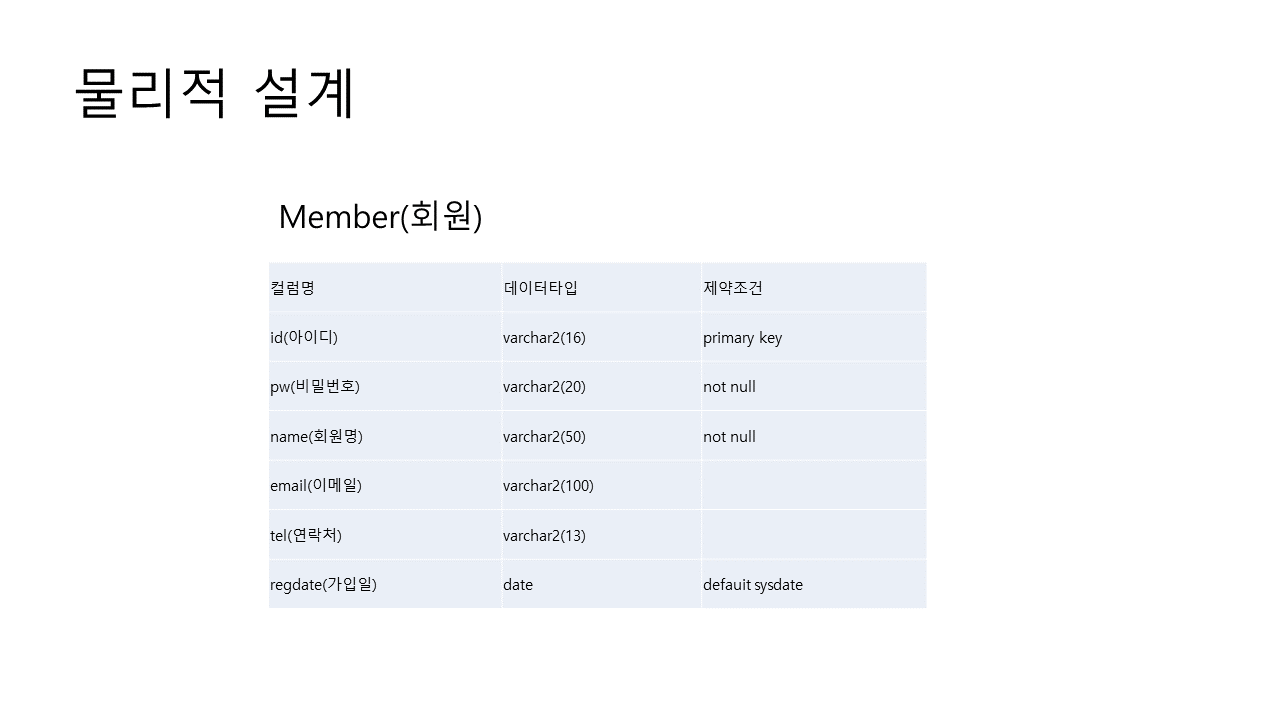 물리적 설계
Member(회원)
컬럼명 데이터타입 제약조건
id(아이디) varchar2(16) primary key
pw(비밀번호) varchar2(20) not null
name(회원명) varchar2(50) not null
email(이메일) varchar2(100)
tel(연락처) varchar2(13)
regdate(가입일) date defauit sysdate